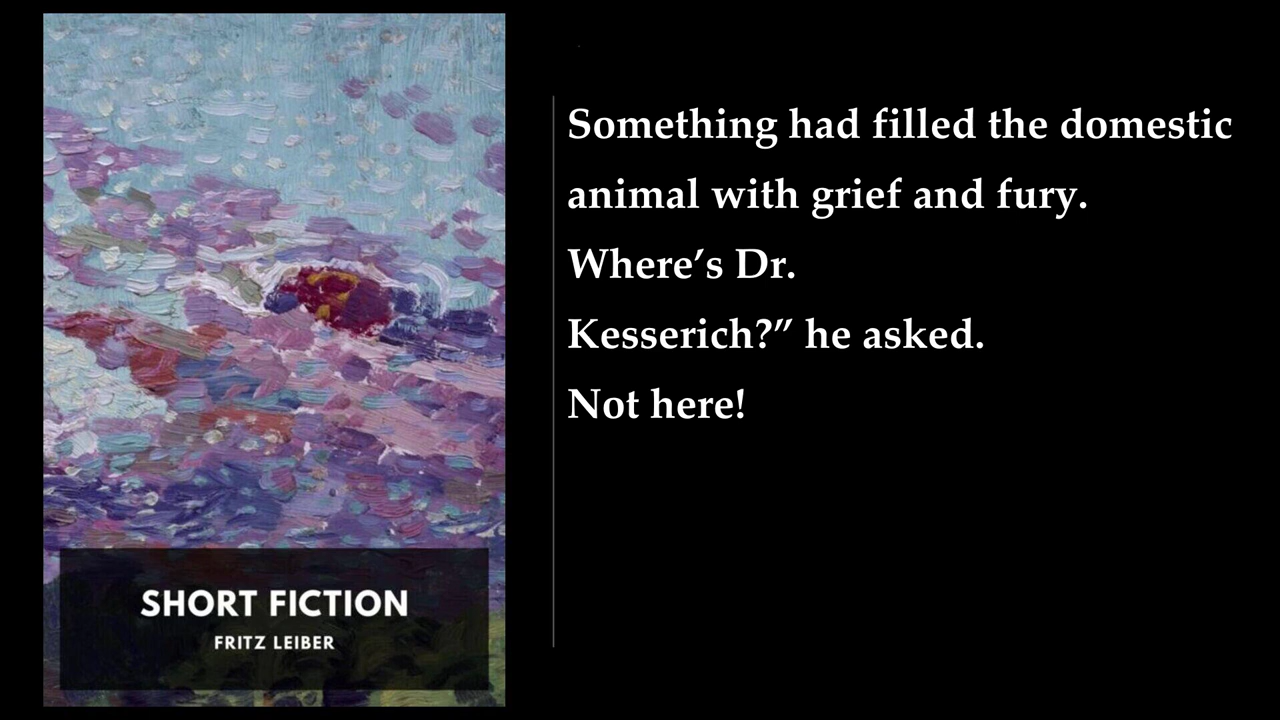 Something had filled the domestic
animal with grief and fury.
Where’s Dr.
Kesserich?” he asked.
Not here!
SHORT FICTION
FRITZ LEIBER